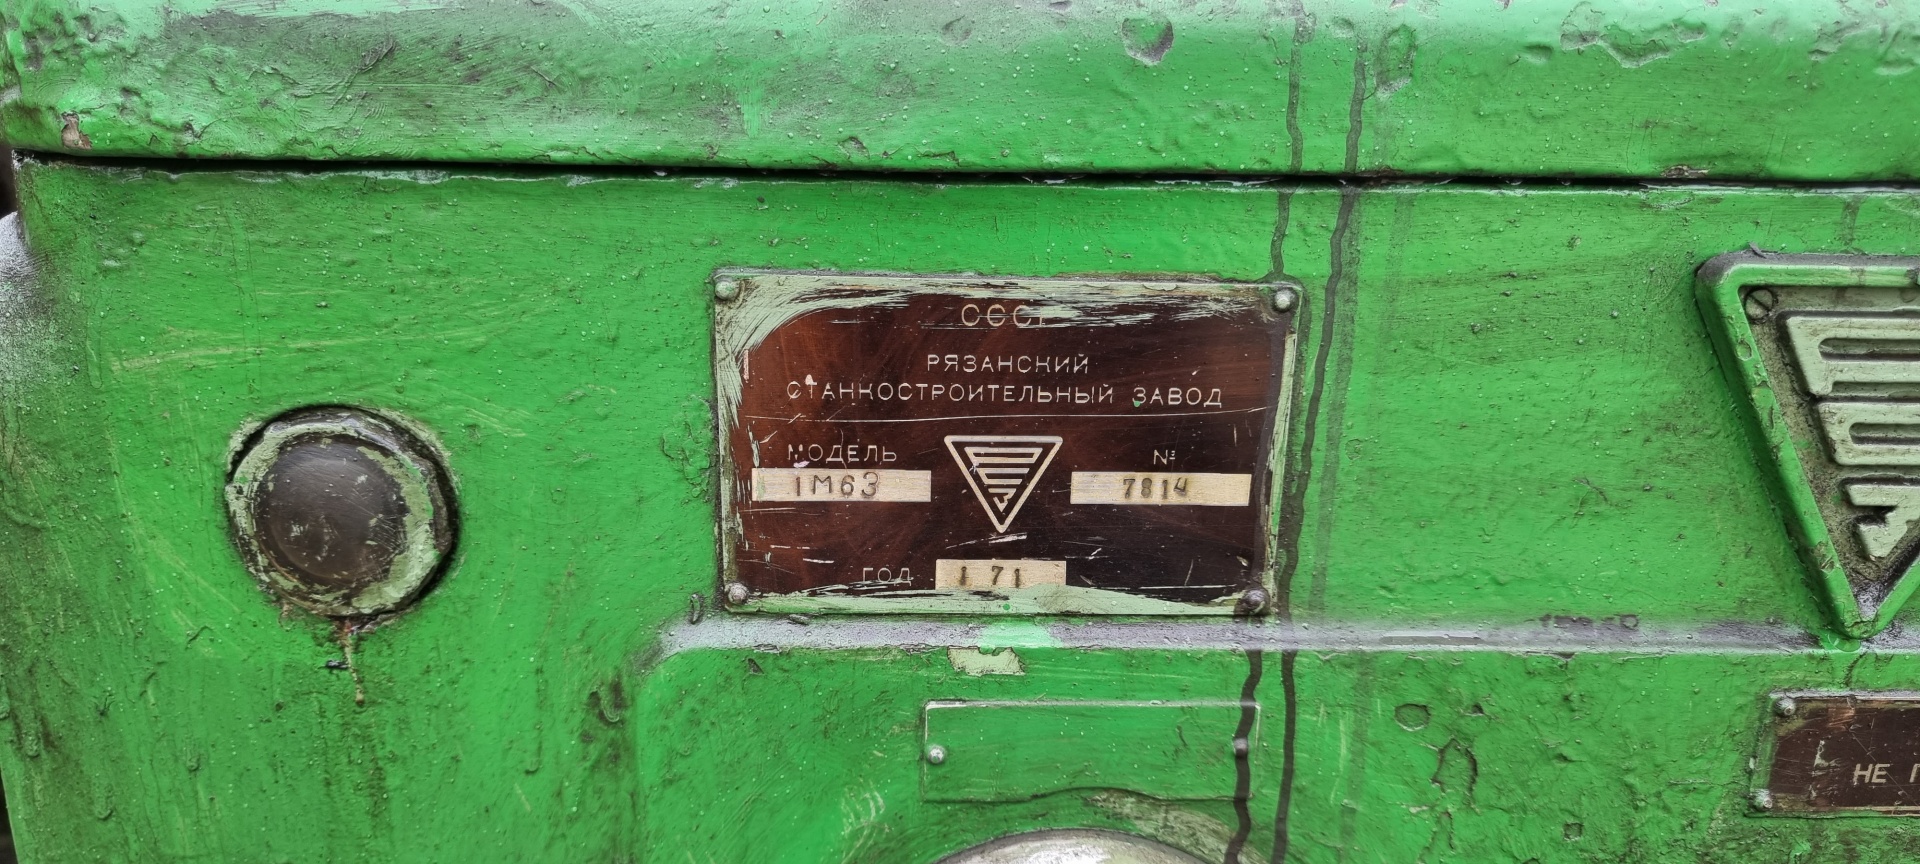 СССР
РЯЗАНСКИЙ
СТАНКОСТРОИТЕЛЬНЫЙ ЗАВОД
МОДЕЛЬ
1М63
№
7814
ГОД
1 71
НЕ